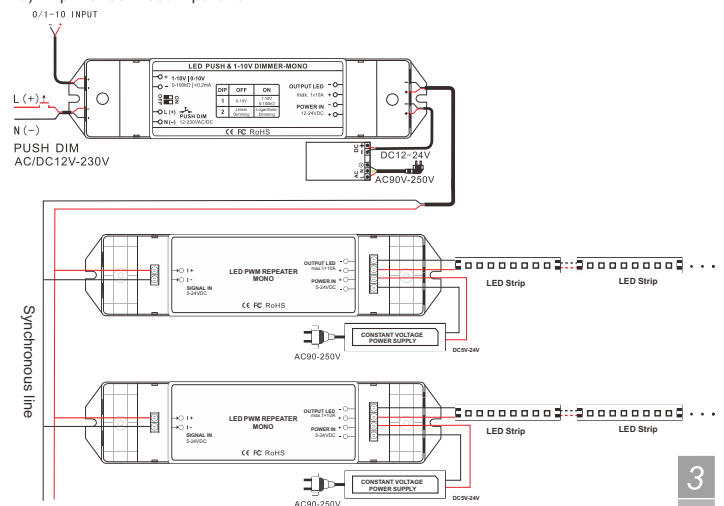 0/1-10 INPUT
- +
LED PUSH & 1-10V DIMMER-MONO
+ 1-10V | 0-10V
- 0-100kΩ | <0,2mA
OFF ON
L (+)
PUSH DIM
N (-) 12-230VAC/DC
DIP OFF ON
1 0-10V 1-10V 0-100kΩ
2 Linear Dimming Logarithmic Dimming
OUTPUT LED -
max. 1x10A +
POWER IN -
12-24VDC +
CE FC RoHS
L (+)
N (-)
PUSH DIM
AC/DC12V-230V
DC + -
AC L N
DC12-24V
AC90V-250V
Synchronous line
I +
I -
SIGNAL IN
5-24VDC
LED PWM REPEATER
MONO
CE FC RoHS
OUTPUT LED -
max.1×10A +
POWER IN +
5-24VDC -
LED Strip
LED Strip
CONSTANT VOLTAGE
POWER SUPPLY
AC90-250V
DC5V-24V
I +
I -
SIGNAL IN
5-24VDC
LED PWM REPEATER
MONO
CE FC RoHS
OUTPUT LED -
max.1×10A +
POWER IN +
5-24VDC -
LED Strip
LED Strip
CONSTANT VOLTAGE
POWER SUPPLY
AC90-250V
DC5V-24V
3